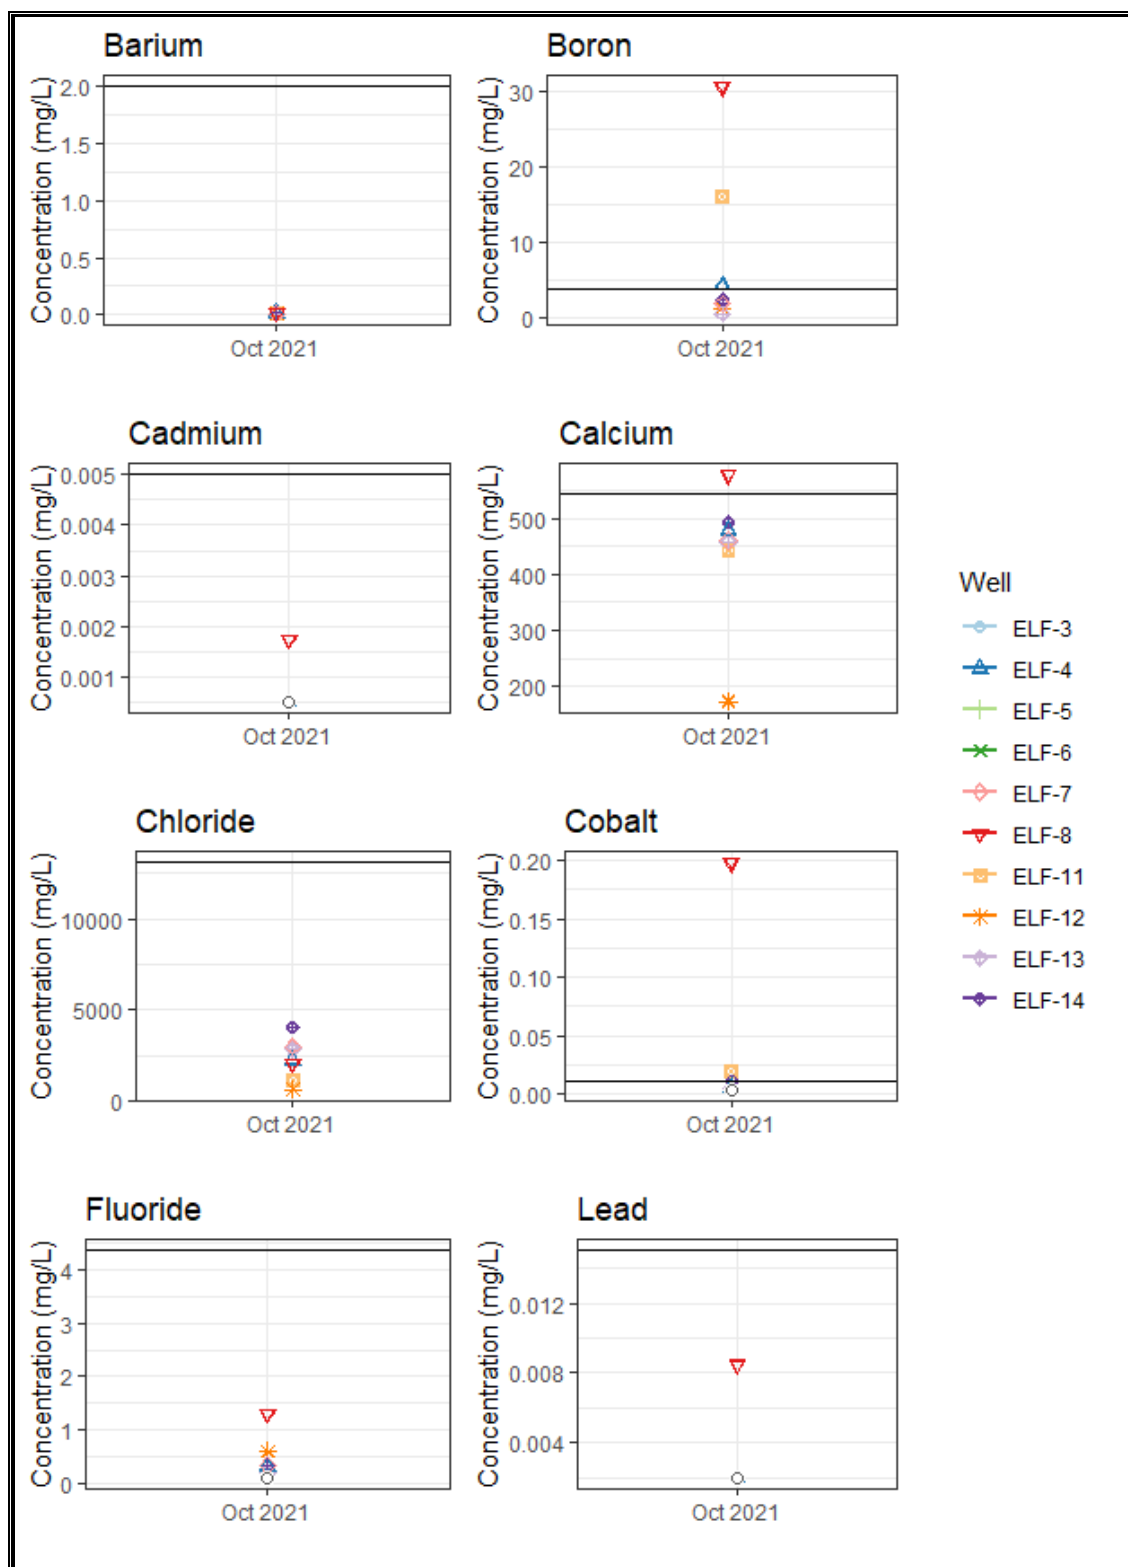 Barium
Concentration (mg/L)
2.0
1.5
1.0
0.5
0.0
Oct 2021
Boron
Concentration (mg/L)
30
20
10
0
Oct 2021
Cadmium
Concentration (mg/L)
0.005
0.004
0.003
0.002
0.001
Oct 2021
Calcium
Concentration (mg/L)
500
400
300
200
Oct 2021
Chloride
Concentration (mg/L)
10000
5000
0
Oct 2021
Cobalt
Concentration (mg/L)
0.20
0.15
0.10
0.05
0.00
Oct 2021
Fluoride
Concentration (mg/L)
4
3
2
1
0
Oct 2021
Lead
Concentration (mg/L)
0.012
0.008
0.004
Oct 2021
Well
ELF-3
ELF-4
ELF-5
ELF-6
ELF-7
ELF-8
ELF-11
ELF-12
ELF-13
ELF-14